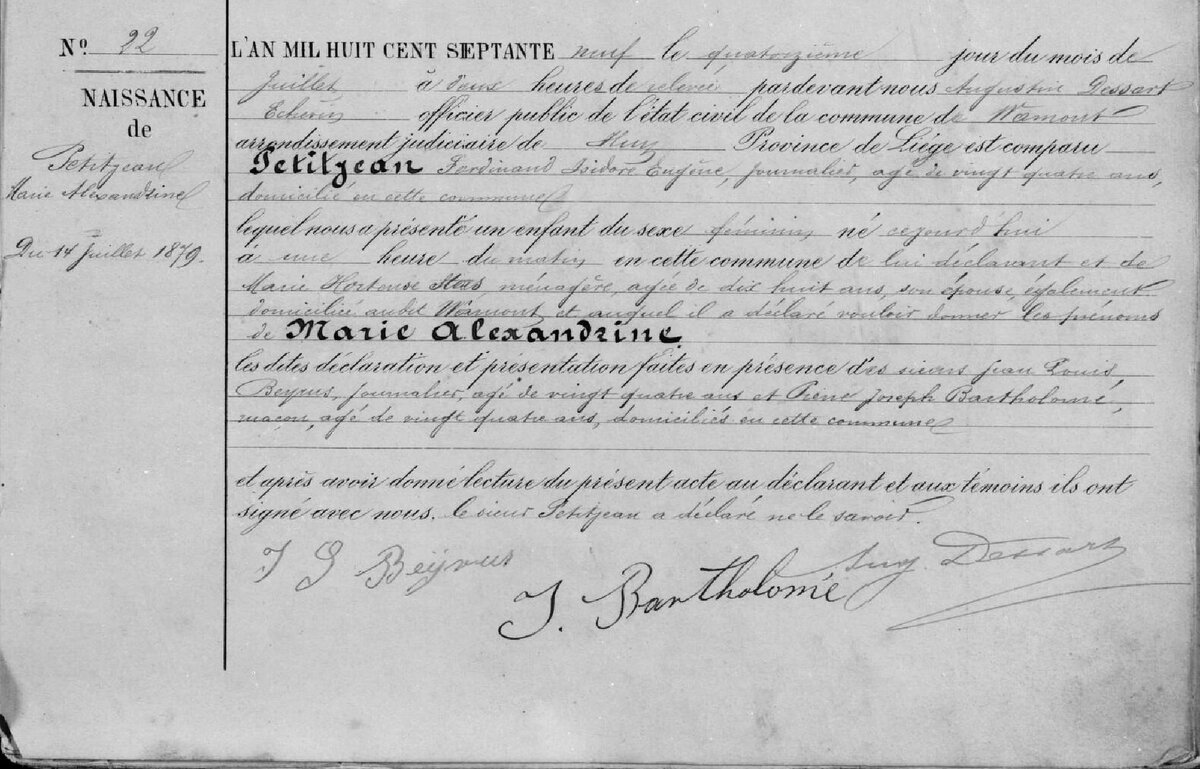 Nº 22
NAISSANCE
de
Petitjean
Marie Alexandrine
Du 14 Juillet 1879.
L'AN MIL HUIT CENT SEPTANTE neuf le quatorzième jour du mois de
Juillet à deux heures de relevée pardevant nous Augustin Dessart
Echevin officier public de l'état civil de la commune de Wamont
arrondissement judiciaire de Huy Province de Liége est comparu
Petitjean Ferdinand Isidore Eugène, journalier, agé de vingt quatre ans,
domicilié en cette commune
lequel nous a présenté un enfant du sexe féminin né cejourd'hui
à une heure du matin en cette commune de lui déclarant et de
Marie Hortense Stas, ménagère, agée de dix huit ans, son épouse, également
domiciliée audit Wamont, et auquel il a déclaré vouloir donner les prénoms
de Marie Alexandrine.
les dites déclaration et présentation faites en présence des sieurs Jean Louis
Beyous, journalier, agé de vingt quatre ans et Joseph Bartholomé,
maçon, agé de vingt quatre ans, domiciliés en cette commune
et après avoir donné lecture du présent acte au déclarant et aux témoins ils ont
signé avec nous. le sieur Petitjean a déclaré ne le savoir.
J Beyous
J. Bartholomé
Aug. Dessart